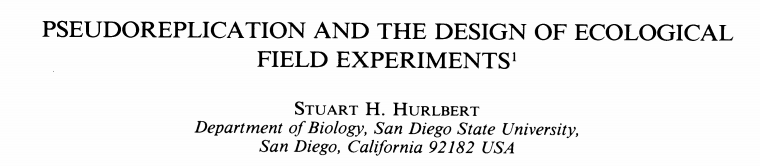 PSEUDOREPLICATION AND THE DESIGN OF ECOLOGICAL
FIELD EXPERIMENTS¹
STUART H. HURLBERT
Department of Biology, San Diego State University,
San Diego, California 92182 USA